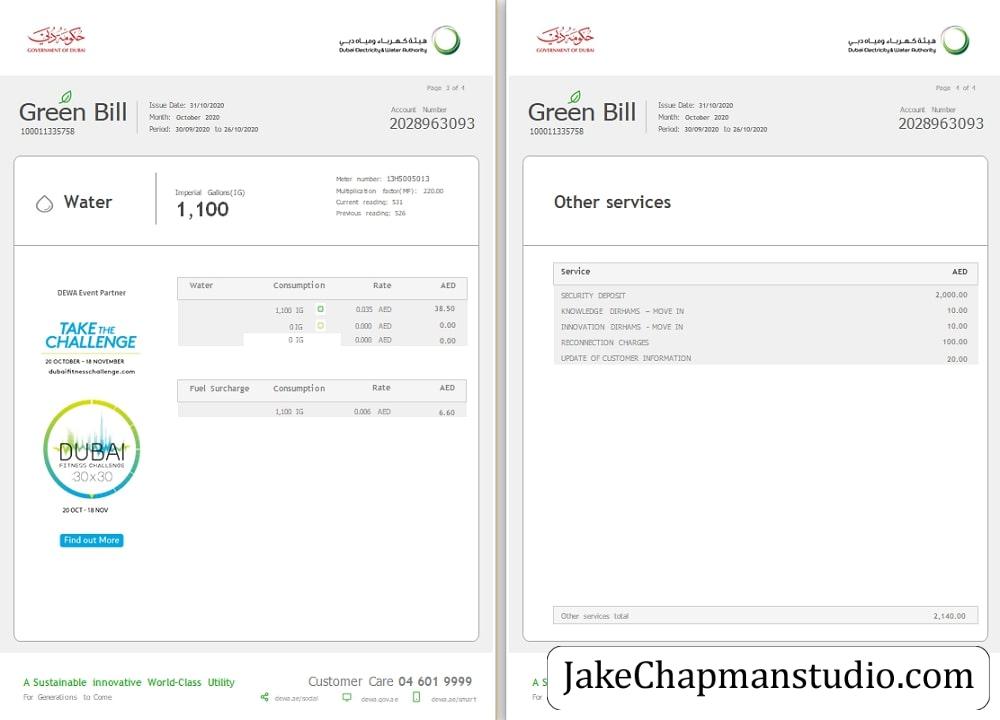 حكومة دبي
GOVERNMENT OF DUBAI
هيئة كهرباء ومياه دبي
Dubai Electricity & Water Authority
Page 3 of 4
Green Bill
100011335758
Issue Date: 31/10/2020
Month: October 2020
Period: 30/09/2020 to 26/10/2020
Account Number
2028963093
Water
Imperial Gallons(IG)
1,100
Meter number: 13HS005013
Multiplication factor(MF): 220.00
Current reading: 531
Previous reading: 526
DEWA Event Partner
TAKE THE
CHALLENGE
20 OCTOBER – 18 NOVEMBER
dubaifitnesschallenge.com
DUBAI
FITNESS CHALLENGE
30x30
20 OCT - 18 NOV
Find out More
Water Consumption Rate AED
1,100 IG 0.035 AED 38.50
0 IG 0.000 AED 0.00
0 IG 0.000 AED 0.00
Fuel Surcharge Consumption Rate AED
1,100 IG 0.006 AED 6.60
A Sustainable innovative World-Class Utility
For Generations to Come
Customer Care 04 601 9999
dewa.ae/social dewa.gov.ae dewa.ae/smart
حكومة دبي
GOVERNMENT OF DUBAI
هيئة كهرباء ومياه دبي
Dubai Electricity & Water Authority
Page 4 of 4
Green Bill
100011335758
Issue Date: 31/10/2020
Month: October 2020
Period: 30/09/2020 to 26/10/2020
Account Number
2028963093
Other services
Service AED
SECURITY DEPOSIT 2,000.00
KNOWLEDGE DIRHAMS – MOVE IN 10.00
INNOVATION DIRHAMS - MOVE IN 10.00
RECONNECTION CHARGES 100.00
UPDATE OF CUSTOMER INFORMATION 20.00
Other services total 2,140.00
A S
For
JakeChapmanstudio.com